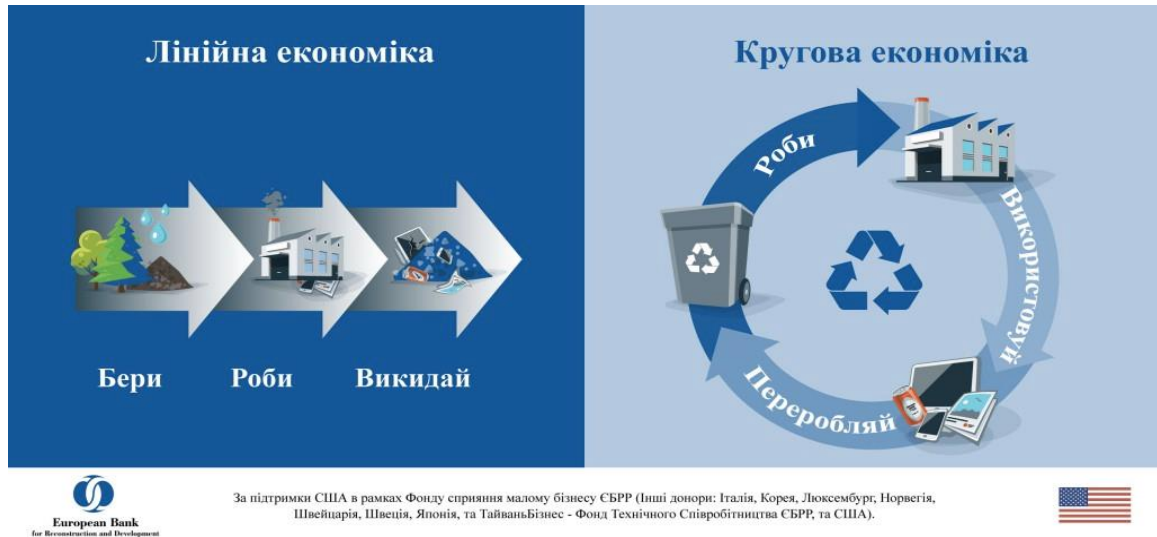 Лінійна економіка
Бери
Роби
Викидай
Кругова економіка
Роби
Використовуй
Переробляй
European Bank
for Reconstruction and Development
За підтримки США в рамках Фонду сприяння малому бізнесу ЄБРР (Інші донори: Італія, Корея, Люксембург, Норвегія,
Швейцарія, Швеція, Японія, та ТайваньБізнес - Фонд Технічного Співробітництва ЄБРР, та США).